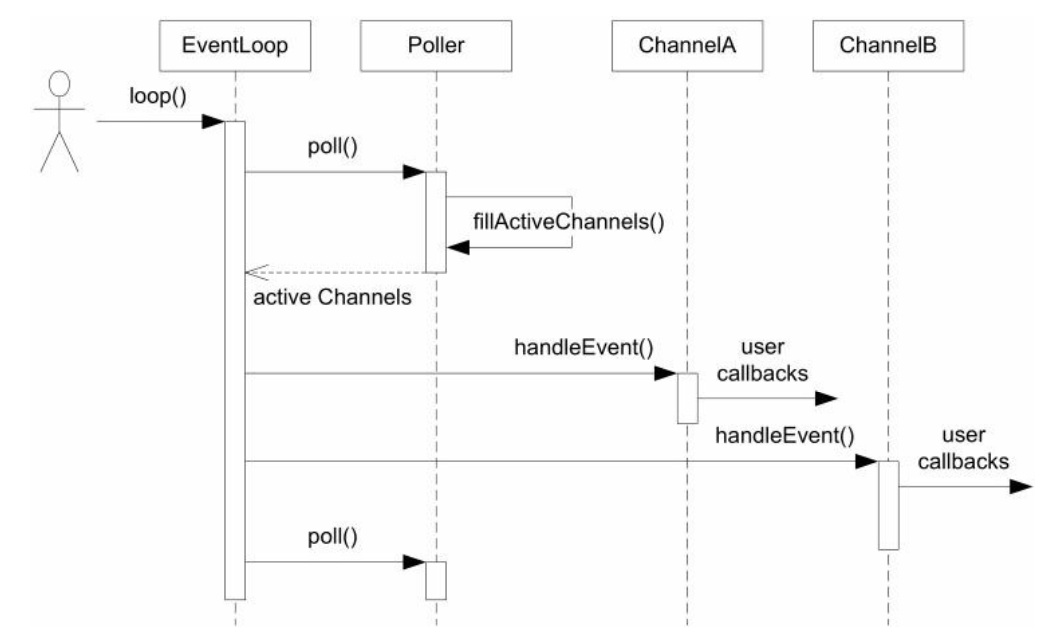 EventLoop
Poller
ChannelA
ChannelB
loop()
poll()
fillActiveChannels()
active Channels
handleEvent()
user
callbacks
handleEvent()
user
callbacks
poll()